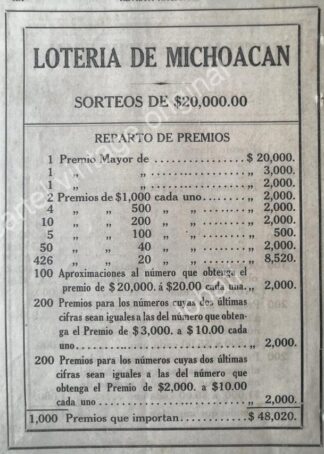 LOTERIA DE MICHOACAN
SORTEOS DE $20,000.00
REPARTO DE PREMIOS
1 Premio Mayor de .................. $ 20,000.
1 „ „ .................. „ 3,000.
1 „ „ .................. „ 2,000.
2 Premios de $1,000 cada uno........ „ 2,000.
4 „ „ 500 „ „ ........ „ 2,000.
10 „ „ 200 „ „ ........ „ 2,000.
5 „ „ 100 „ „ ........ „ 500.
50 „ „ 40 „ „ ........ „ 2,000.
426 „ „ 20 „ „ ........ „ 8,520.
100 Aproximaciones al número que obtenga el
premio de $ 20,000. á $20.00 cada una.. „ 2,000.
200 Premios para los números cuyas dos últimas
cifras sean iguales a las del número que obten-
ga el Premio de $ 3,000. a $ 10.00 cada
uno.................................... „ 2,000.
200 Premios para los números cuyas dos últimas
cifras sean iguales a las del número que
obtenga el Premio de $2,000. a $10.00
cada uno............................... „ 2,000.
1,000 Premios que importan............. $ 48,020.